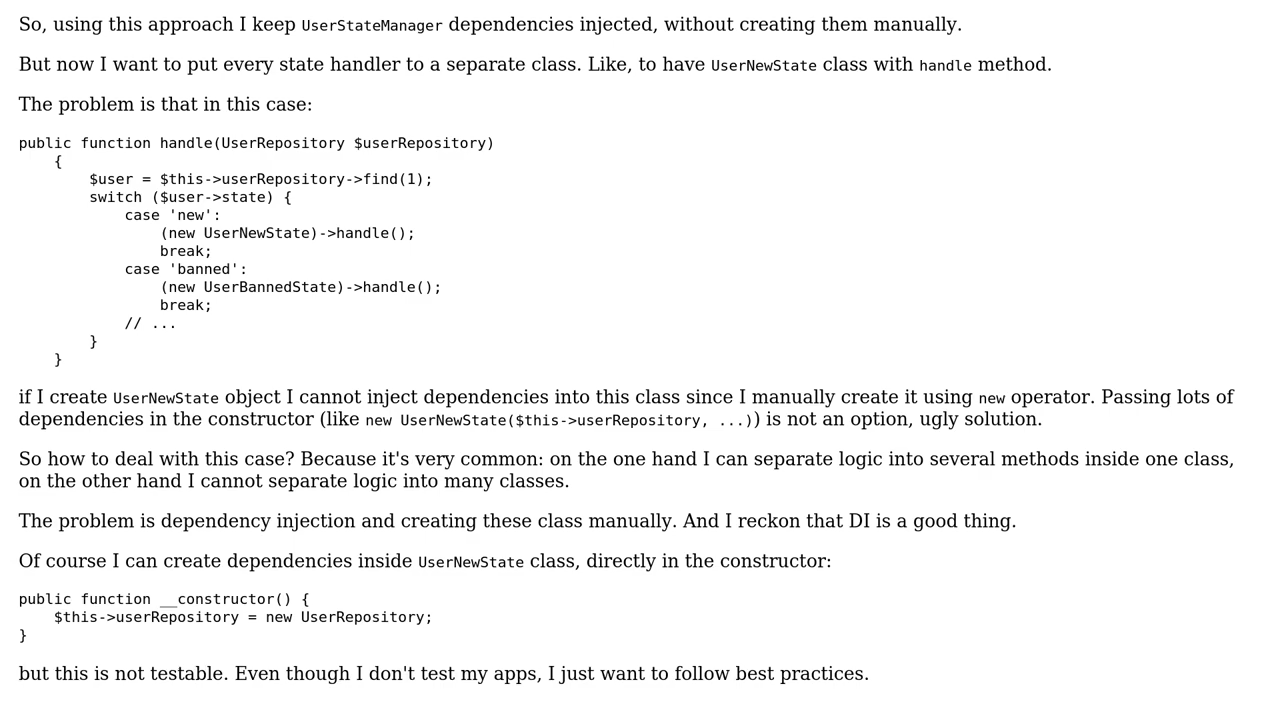 So, using this approach I keep UserStateManager dependencies injected, without creating them manually.
But now I want to put every state handler to a separate class. Like, to have UserNewState class with handle method.
The problem is that in this case:
public function handle(UserRepository $userRepository)
    {
        $user = $this->userRepository->find(1);
        switch ($user->state) {
            case 'new':
                (new UserNewState)->handle();
                break;
            case 'banned':
                (new UserBannedState)->handle();
                break;
            // ...
        }
    }
if I create UserNewState object I cannot inject dependencies into this class since I manually create it using new operator. Passing lots of
dependencies in the constructor (like new UserNewState($this->userRepository, ...)) is not an option, ugly solution.
So how to deal with this case? Because it's very common: on the one hand I can separate logic into several methods inside one class,
on the other hand I cannot separate logic into many classes.
The problem is dependency injection and creating these class manually. And I reckon that DI is a good thing.
Of course I can create dependencies inside UserNewState class, directly in the constructor:
public function __constructor() {
    $this->userRepository = new UserRepository;
}
but this is not testable. Even though I don't test my apps, I just want to follow best practices.